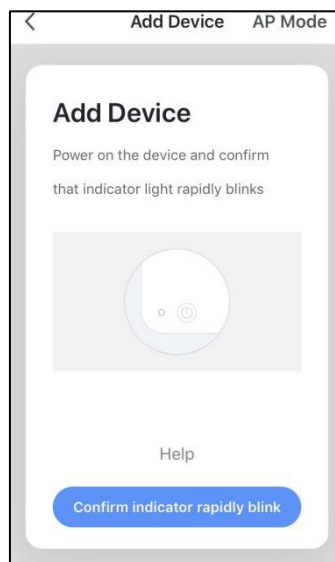 Add Device AP Mode
Add Device
Power on the device and confirm
that indicator light rapidly blinks
Help
Confirm indicator rapidly blink